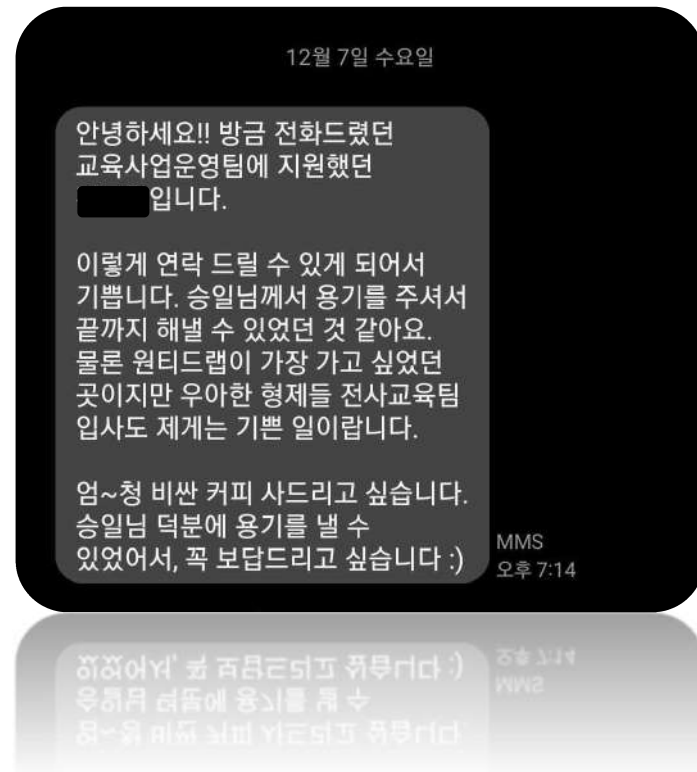 12월 7일 수요일
안녕하세요!! 방금 전화드렸던
교육사업운영팀에 지원했던
입니다.
이렇게 연락 드릴 수 있게 되어서
기쁩니다. 승일님께서 용기를 주셔서
끝까지 해낼 수 있었던 것 같아요.
물론 원티드랩이 가장 가고 싶었던
곳이지만 우아한 형제들 전사교육팀
입사도 제게는 기쁜 일이랍니다.
엄~청 비싼 커피 사드리고 싶습니다.
승일님 덕분에 용기를 낼 수
있었어서, 꼭 보답드리고 싶습니다 :)
MMS
오후 7:14